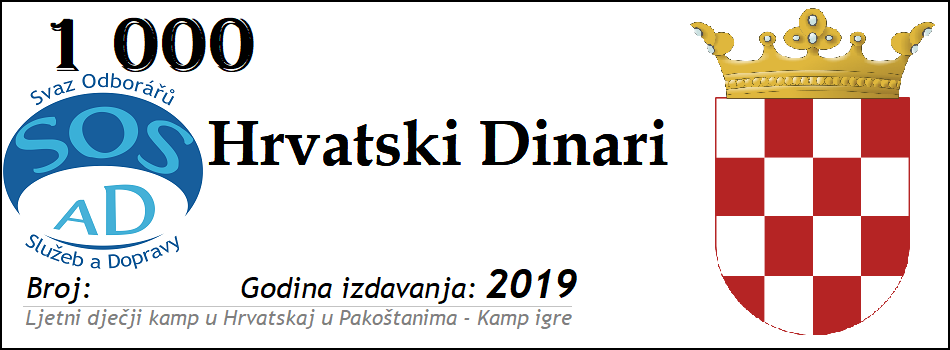 1 000
Svaz Odborářů
SOS
AD
Služeb a Dopravy
Hrvatski Dinari
Broj: Godina izdavanja: 2019
Ljetni dječji kamp u Hrvatskaj u Pakoštanima - Kamp igre